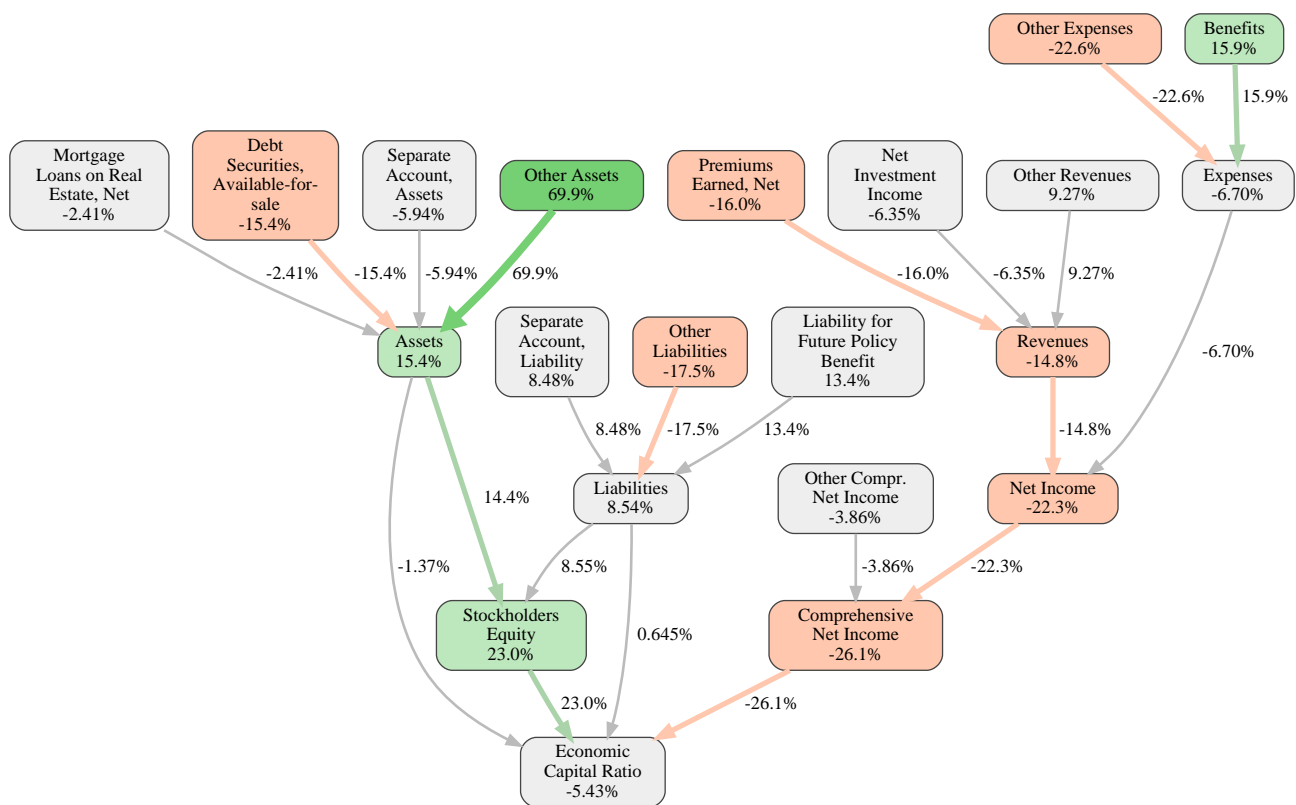 Other Expenses
-22.6%
Benefits
15.9%
-22.6%
15.9%
Mortgage
Loans on Real
Estate, Net
-2.41%
Debt
Securities,
Available-for-
sale
-15.4%
Separate
Account,
Assets
-5.94%
Other Assets
69.9%
Premiums
Earned, Net
-16.0%
Net
Investment
Income
-6.35%
Other Revenues
9.27%
Expenses
-6.70%
-2.41%
-15.4%
-5.94%
69.9%
-16.0%
-6.35%
9.27%
-6.70%
Assets
15.4%
Separate
Account,
Liability
8.48%
Other
Liabilities
-17.5%
Liability for
Future Policy
Benefit
13.4%
Revenues
-14.8%
8.48%
-17.5%
13.4%
-14.8%
14.4%
Liabilities
8.54%
Other Compr.
Net Income
-3.86%
Net Income
-22.3%
-1.37%
8.55%
-3.86%
-22.3%
Stockholders
Equity
23.0%
0.645%
Comprehensive
Net Income
-26.1%
23.0%
-26.1%
Economic
Capital Ratio
-5.43%